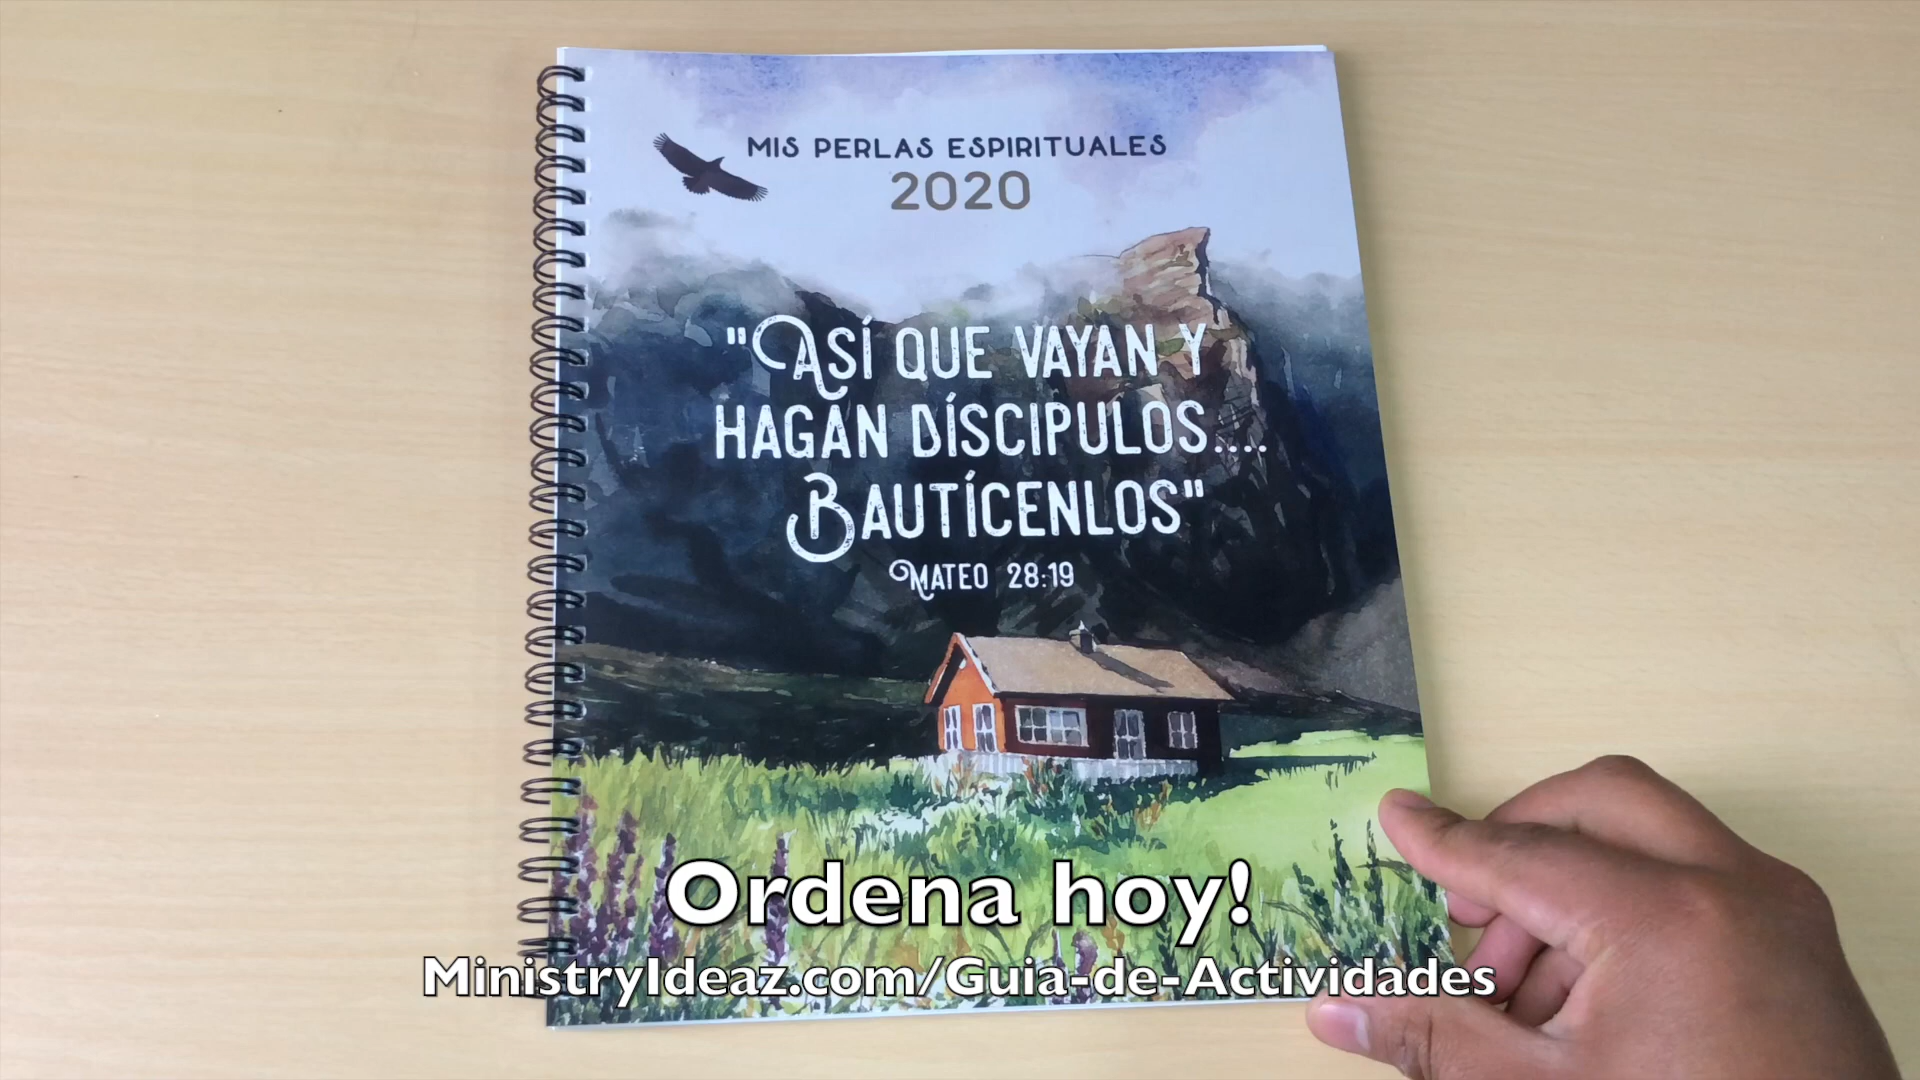 MIS PERLAS ESPIRITUALES
2020
"ASÍ QUE VAYAN Y
HAGAN DÍSCIPULOS....
BAUTÍCENLOS"
MATEO 28:19
Ordena hoy!
MinistryIdeaz.com/Guia-de-Actividades